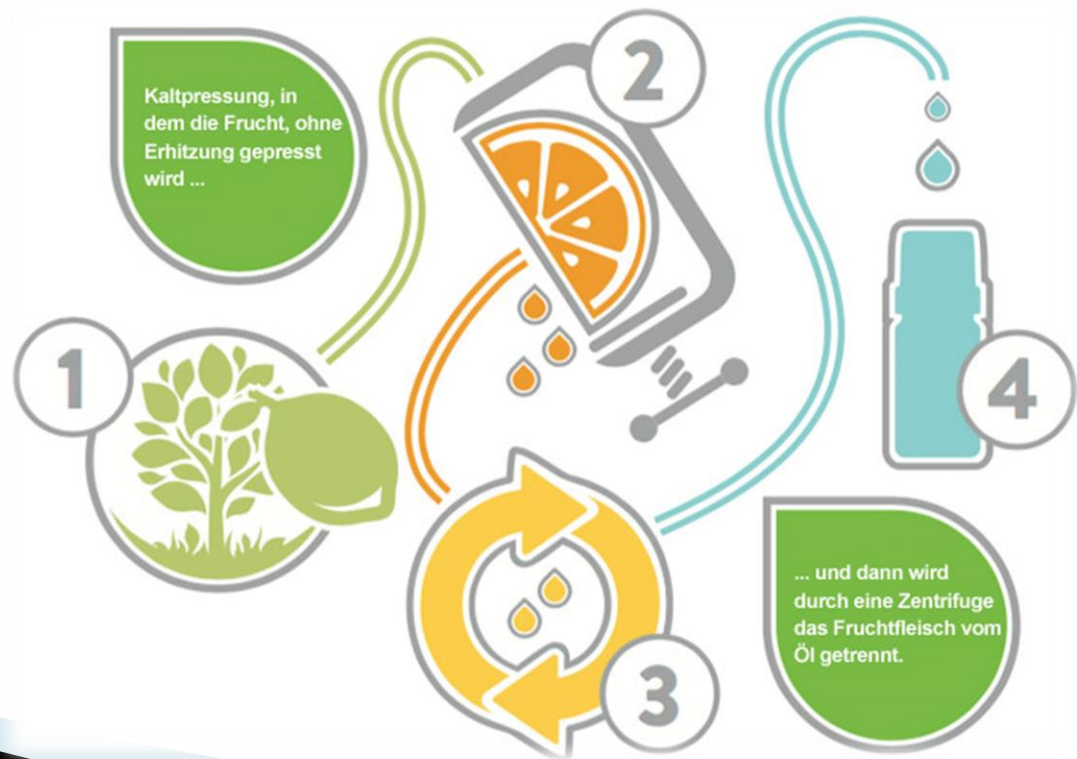 Kaltpressung, in
dem die Frucht, ohne
Erhitzung gepresst
wird ...
2
1
4
3
... und dann wird
durch eine Zentrifuge
das Fruchtfleisch vom
Öl getrennt.